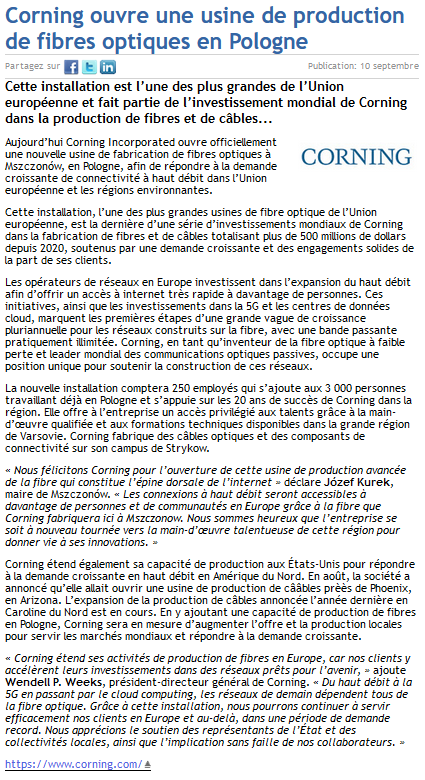 Corning ouvre une usine de production
de fibres optiques en Pologne
Partagez sur
Publication: 10 septembre
Cette installation est l’une des plus grandes de l’Union
européenne et fait partie de l’investissement mondial de Corning
dans la production de fibres et de câbles...
Aujourd’hui Corning Incorporated ouvre officiellement
une nouvelle usine de fabrication de fibres optiques à
Mszczonów, en Pologne, afin de répondre à la demande
croissante de connectivité à haut débit dans l’Union
européenne et les régions environnantes.
CORNING
Cette installation, l’une des plus grandes usines de fibre optique de l’Union
européenne, est la dernière d’une série d’investissements mondiaux de Corning
dans la fabrication de fibres et de câbles totalisant plus de 500 millions de dollars
depuis 2020, soutenus par une demande croissante et des engagements solides de
la part de ses clients.
Les opérateurs de réseaux en Europe investissent dans l’expansion du haut débit
afin d’offrir un accès à internet très rapide à davantage de personnes. Ces
initiatives, ainsi que les investissements dans la 5G et les centres de données
cloud, marquent les premières étapes d’une grande vague de croissance
pluriannuelle pour les réseaux construits sur la fibre, avec une bande passante
pratiquement illimitée. Corning, en tant qu’inventeur de la fibre optique à faible
perte et leader mondial des communications optiques passives, occupe une
position unique pour soutenir la construction de ces réseaux.
La nouvelle installation comptera 250 employés qui s’ajoute aux 3 000 personnes
travaillant déjà en Pologne et s’appuie sur les 20 ans de succès de Corning dans la
région. Elle offre à l’entreprise un accès privilégié aux talents grâce à la main-
d’œuvre qualifiée et aux formations techniques disponibles dans la grande région
de Varsovie. Corning fabrique des câbles optiques et des composants de
connectivité sur son campus de Strykow.
« Nous félicitons Corning pour l’ouverture de cette usine de production avancée
de la fibre qui constitue l’épine dorsale de l’internet » déclare Józef Kurek,
maire de Mszczonów. « Les connexions à haut débit seront accessibles à
davantage de personnes et de communautés en Europe grâce à la fibre que
Corning fabriquera ici à Mszczonow. Nous sommes heureux que l’entreprise se
soit à nouveau tournée vers la main-d’œuvre talentueuse de cette région pour
donner vie à ses innovations. »
Corning étend également sa capacité de production aux États-Unis pour répondre
à la demande croissante en haut débit en Amérique du Nord. En août, la société a
annoncé qu’elle allait ouvrir une usine de production de câââbles prèès de Phoenix,
en Arizona. L’expansion de la production de câbles annoncée l’année dernière en
Caroline du Nord est en cours. En y ajoutant une capacité de production de fibres
en Pologne, Corning sera en mesure d’augmenter l’offre et la production locales
pour servir les marchés mondiaux et répondre à la demande croissante.
« Corning étend ses activités de production de fibres en Europe, car nos clients y
accélèrent leurs investissements dans des réseaux prêts pour l’avenir, » ajoute
Wendell P. Weeks, président-directeur général de Corning. « Du haut débit à la
5G en passant par le cloud computing, les réseaux de demain dépendent tous de
la fibre optique. Grâce à cette installation, nous pourrons continuer à servir
efficacement nos clients en Europe et au-delà, dans une période de demande
record. Nous apprécions le soutien des représentants de l’État et des
collectivités locales, ainsi que l’implication sans faille de nos collaborateurs. »
https://www.corning.com/